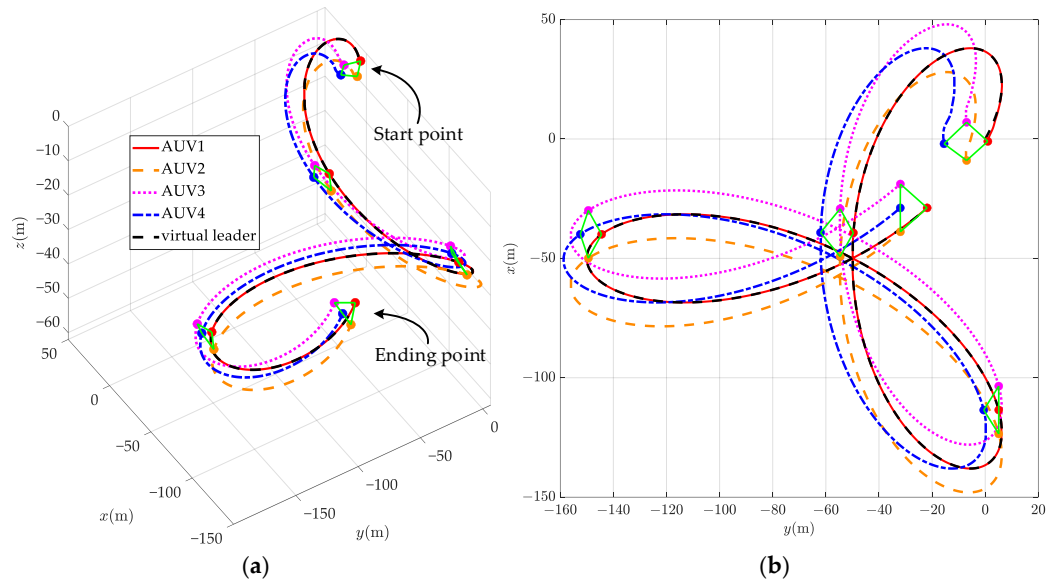 0
−10
−20
−30
−40
−50
−60
z(m)
AUV1
AUV2
AUV3
AUV4
virtual leader
Start point
Ending point
50
0
−50
−100
−150
x(m)
−150
−100
−50
0
y(m)
(a)
50
0
−50
−100
−150
x(m)
−160 −140 −120 −100 −80 −60 −40 −20 0 20
y(m)
(b)